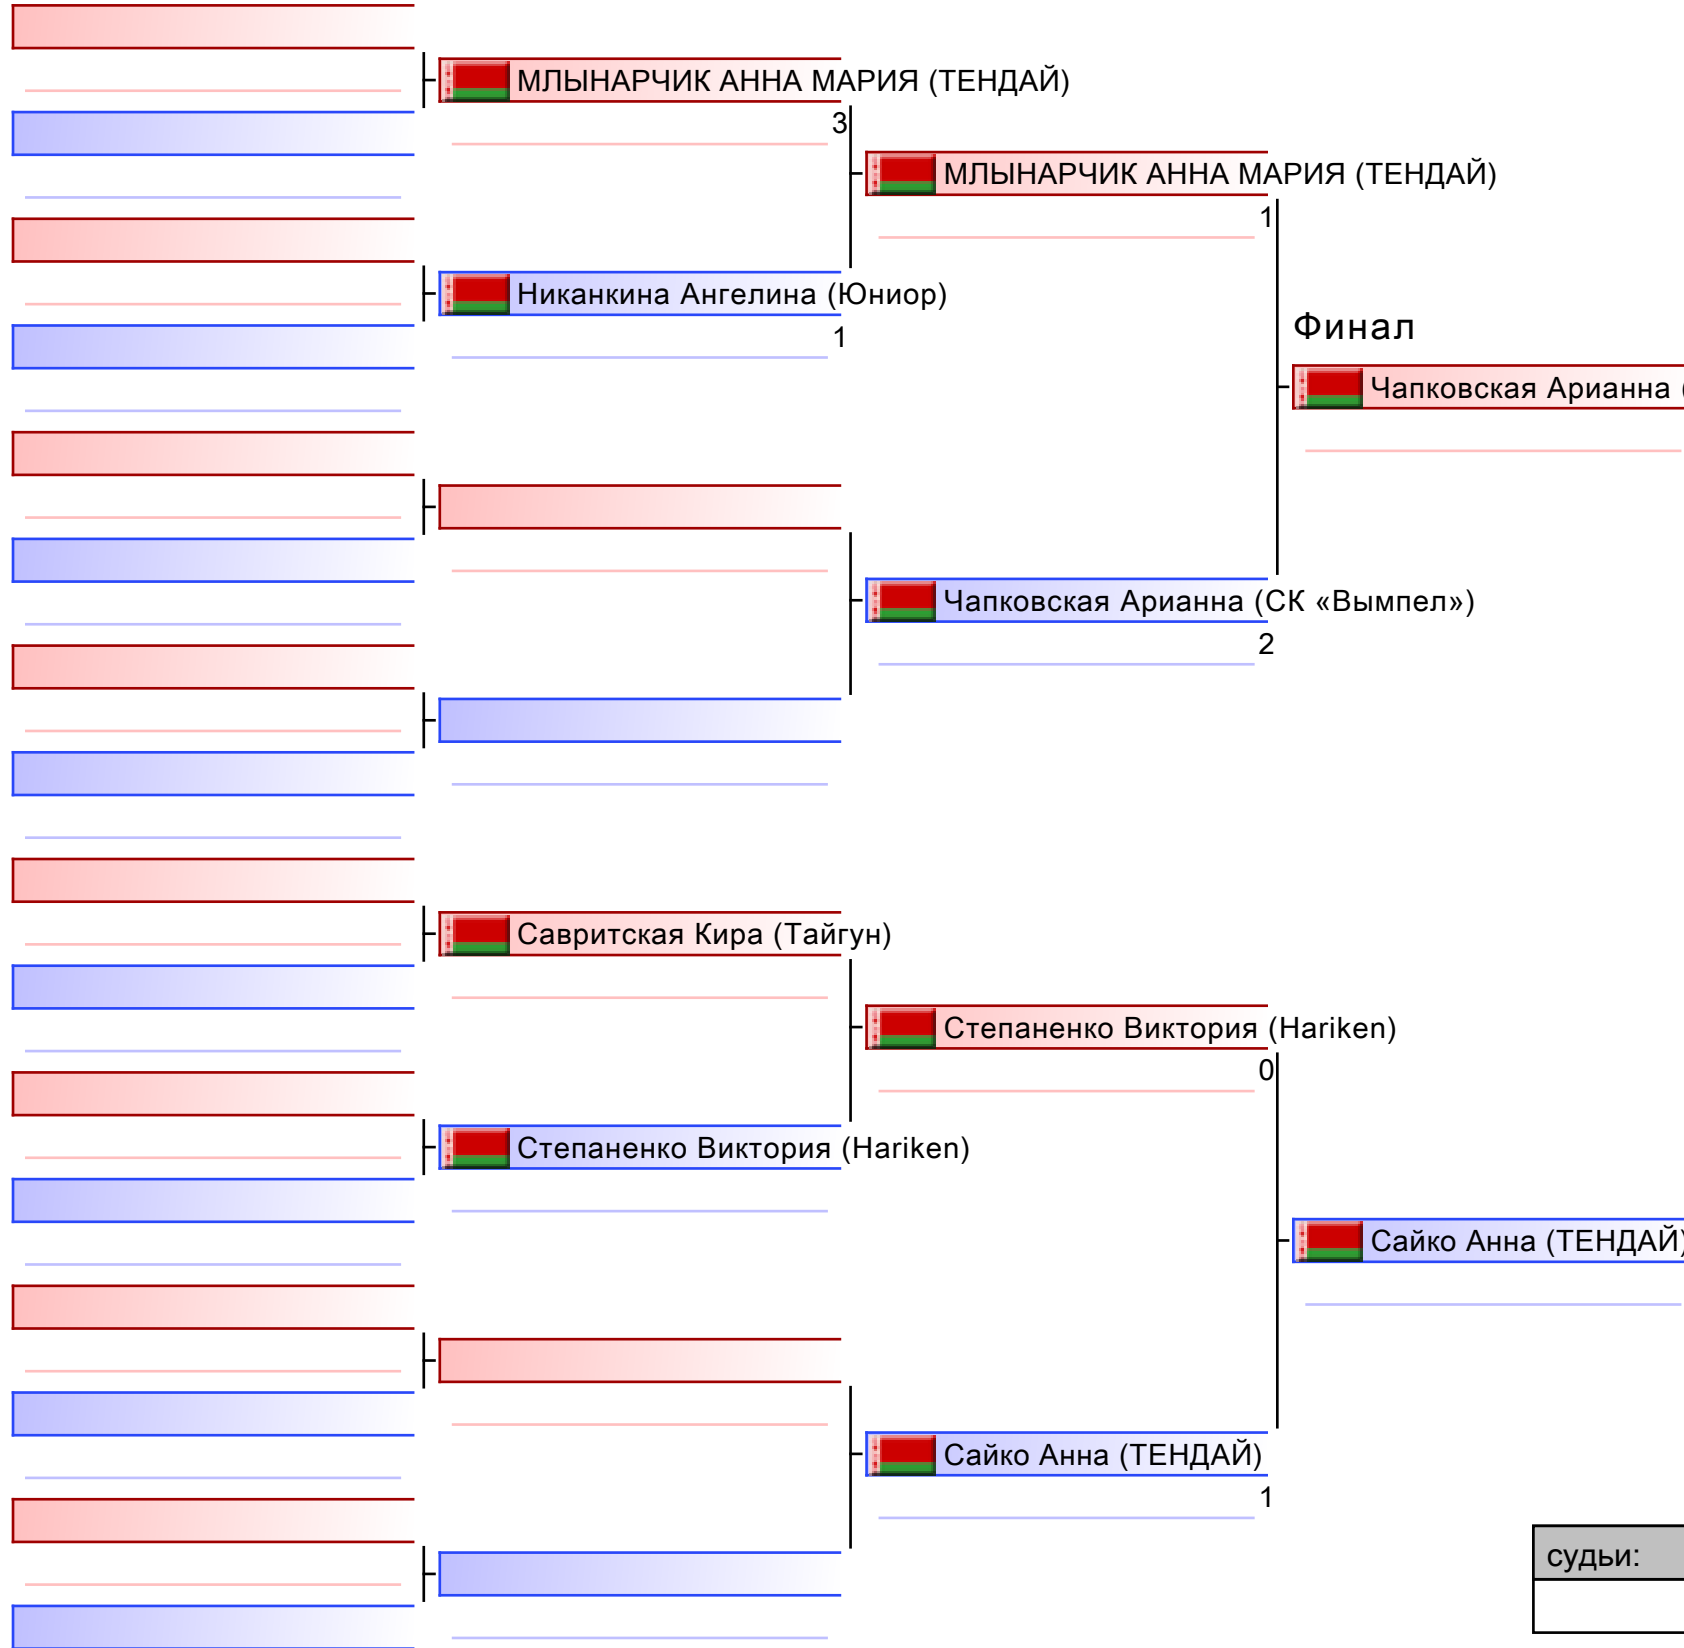 МЛЫНАРЧИК АННА МАРИЯ (ТЕНДАЙ)
3
МЛЫНАРЧИК АННА МАРИЯ (ТЕНДАЙ)
1
Никанкина Ангелина (Юниор)
1
Финал
Чапковская Арианна (
Чапковская Арианна (СК «Вымпел»)
2
Савритская Кира (Тайгун)
Степаненко Виктория (Hariken)
0
Степаненко Виктория (Hariken)
Сайко Анна (ТЕНДАЙ)
Сайко Анна (ТЕНДАЙ)
1
судьи: